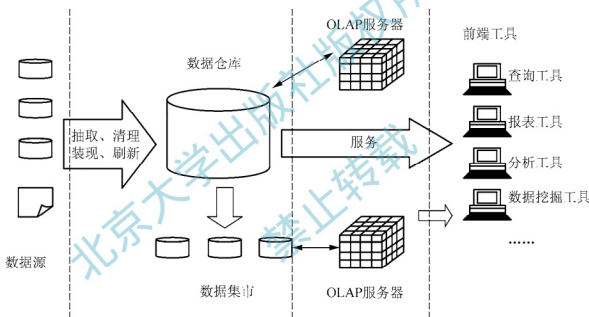 OLAP服务器
前端工具
数据仓库
查询工具
抽取、清理
装现、刷新
服务
报表工具
分析工具
数据挖掘工具
……
数据源
数据集市
OLAP服务器
北京大学出版社版权所
禁止转载